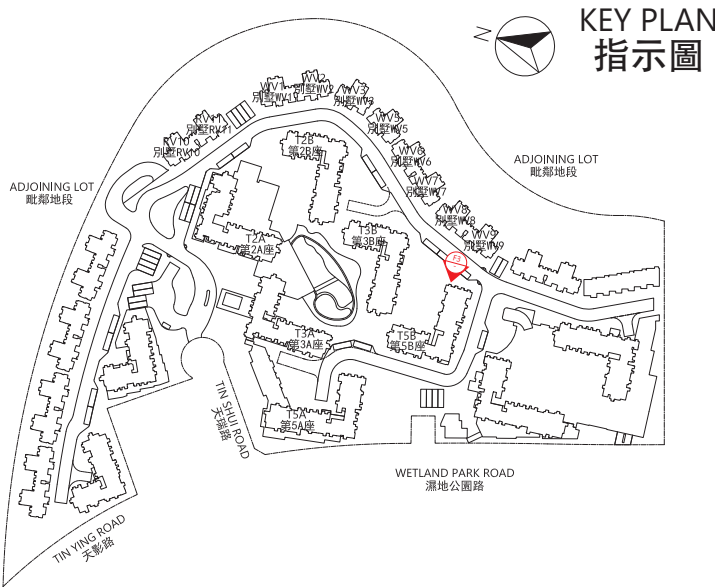 KEY PLAN
指示圖
N
WV1
別墅WV1
WV2
別墅WV2
WV3
別墅WV3
RV11
別墅RV11
WV5
別墅WV5
RV10
別墅RV10
T2B
第2B座
WV6
別墅WV6
ADJOINING LOT
毗鄰地段
WV7
別墅WV7
ADJOINING LOT
毗鄰地段
WV8
別墅WV8
T3B
第3B座
WV9
別墅WV9
T2A
第2A座
F3
T3A
第3A座
T5B
第5B座
TIN SHUI ROAD
天瑞路
T5A
第5A座
WETLAND PARK ROAD
濕地公園路
TIN YING ROAD
天影路